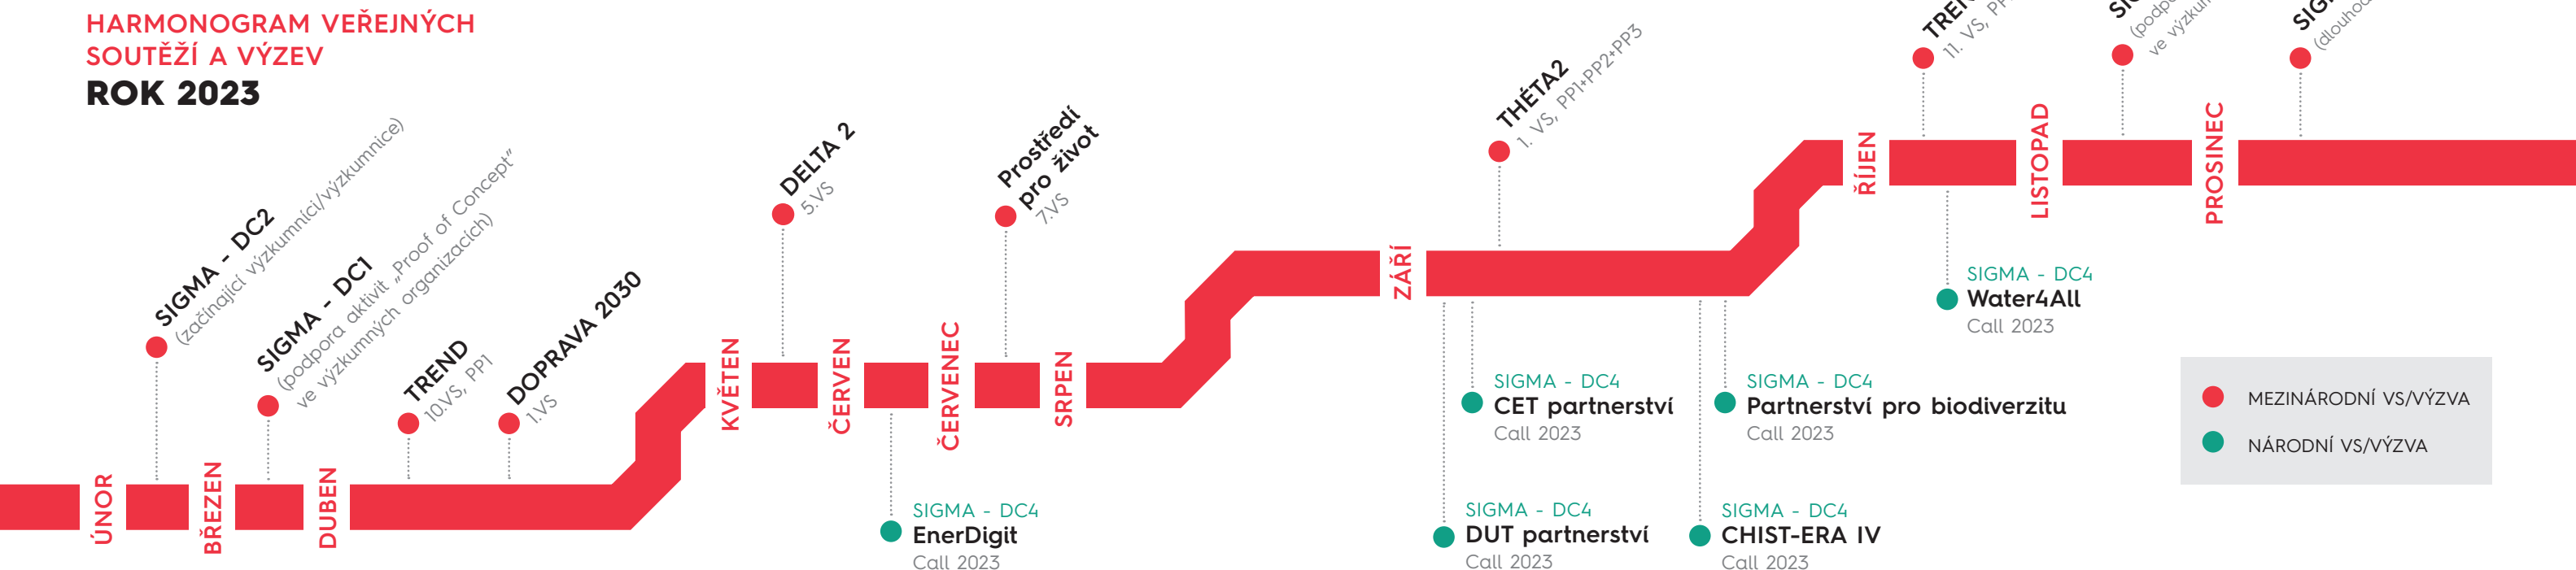 HARMONOGRAM VEŘEJNÝCH
SOUTĚŽÍ A VÝZEV
ROK 2023
ÚNOR
SIGMA - DC2
(začínající výzkumníci/výzkumnice)
BŘEZEN
SIGMA - DC1
(podpora aktivit „Proof of Concept“
ve výzkumných organizacích)
DUBEN
TREND
10.VS, PP1
DOPRAVA 2030
1.VS
KVĚTEN
DELTA 2
5.VS
ČERVEN
SIGMA - DC4
EnerDigit
Call 2023
ČERVENEC
Prostředí
pro život
7.VS
SRPEN
ZÁŘÍ
THÉTA2
1. VS, PP1+PP2+PP3
SIGMA - DC4
CET partnerství
Call 2023
SIGMA - DC4
DUT partnerství
Call 2023
SIGMA - DC4
Partnerství pro biodiverzitu
Call 2023
SIGMA - DC4
CHIST-ERA IV
Call 2023
ŘÍJEN
11. VS,
SIGMA - DC4
Water4All
Call 2023
LISTOPAD
PROSINEC
MEZINÁRODNÍ VS/VÝZVA
NÁRODNÍ VS/VÝZVA